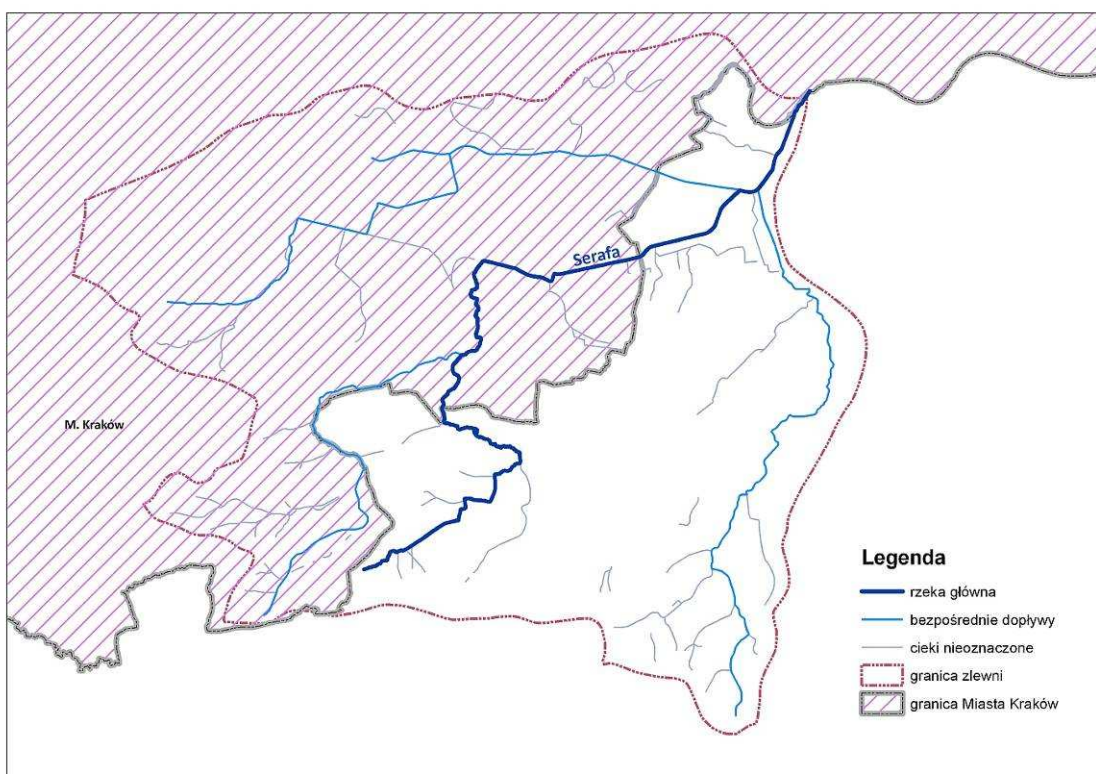 Serafa
M. Kraków
Legenda
rzeka główna
bezpośrednie dopływy
cieki nieoznaczone
granica zlewni
granica Miasta Kraków